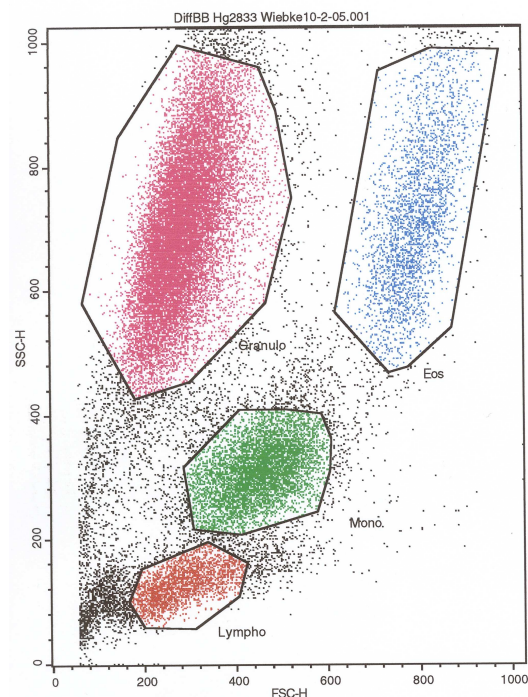 DiffBB Hg2833 Wiebke10-2-05.001
1000
800
600
400
200
0
SSC-H
Granulo
Eos
Mono.
Lympho
0 200 400 600 800 1000
FSC-H